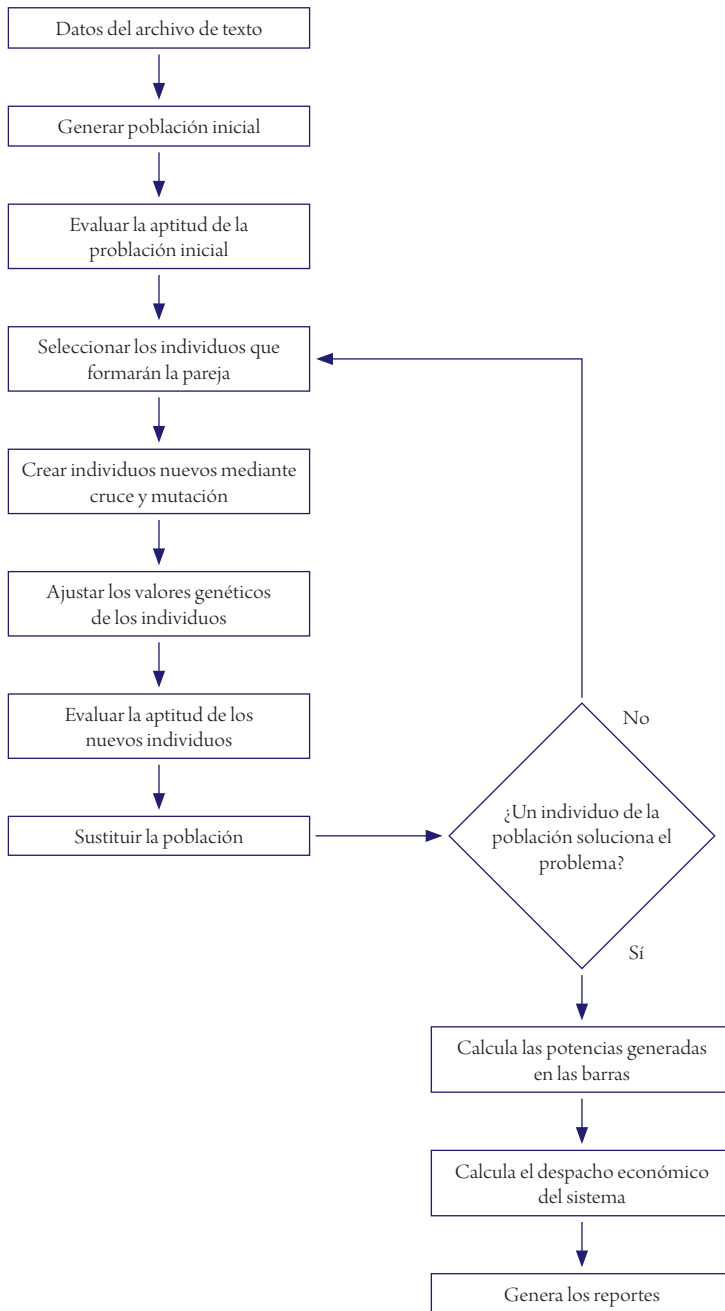 Datos del archivo de texto
Generar población inicial
Evaluar la aptitud de la
problación inicial
Seleccionar los individuos que
formarán la pareja
Crear individuos nuevos mediante
cruce y mutación
Ajustar los valores genéticos
de los individuos
Evaluar la aptitud de los
nuevos individuos
Sustituir la población
No
¿Un individuo de la
población soluciona el
problema?
Sí
Calcula las potencias generadas
en las barras
Calcula el despacho económico
del sistema
Genera los reportes